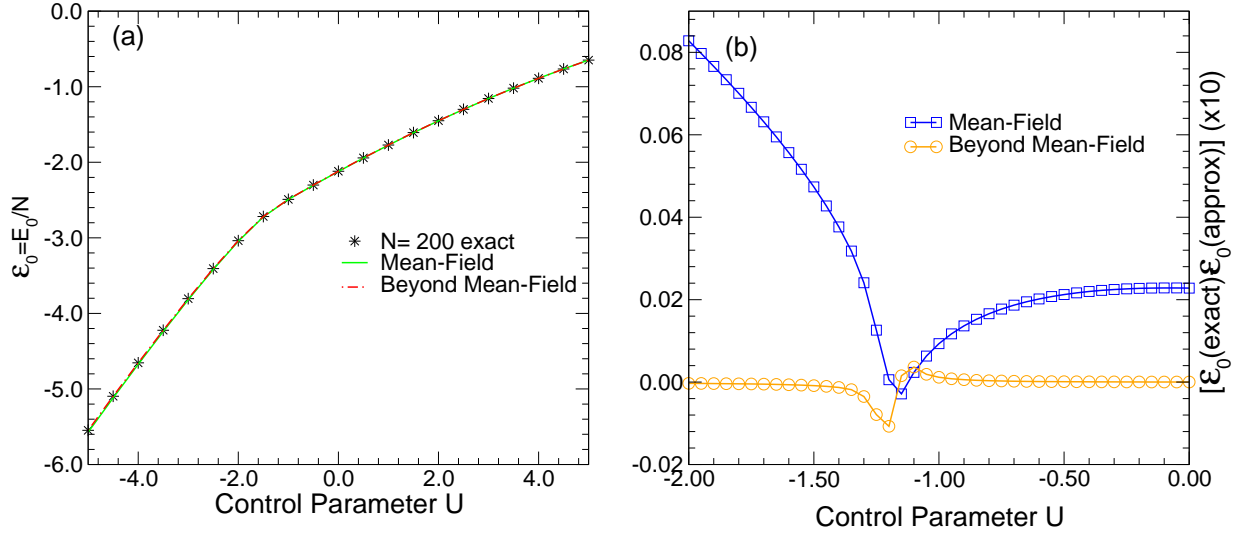 (a)
0.0
-1.0
-2.0
-3.0
-4.0
-5.0
-6.0
ε₀=E₀/N
N= 200 exact
Mean-Field
Beyond Mean-Field
-4.0
-2.0
0.0
2.0
4.0
Control Parameter U
(b)
0.08
0.06
0.04
0.02
0.00
-0.02
Mean-Field
Beyond Mean-Field
-2.00
-1.50
-1.00
-0.50
0.00
Control Parameter U
[ε₀(exact)ε₀(approx)] (x10)